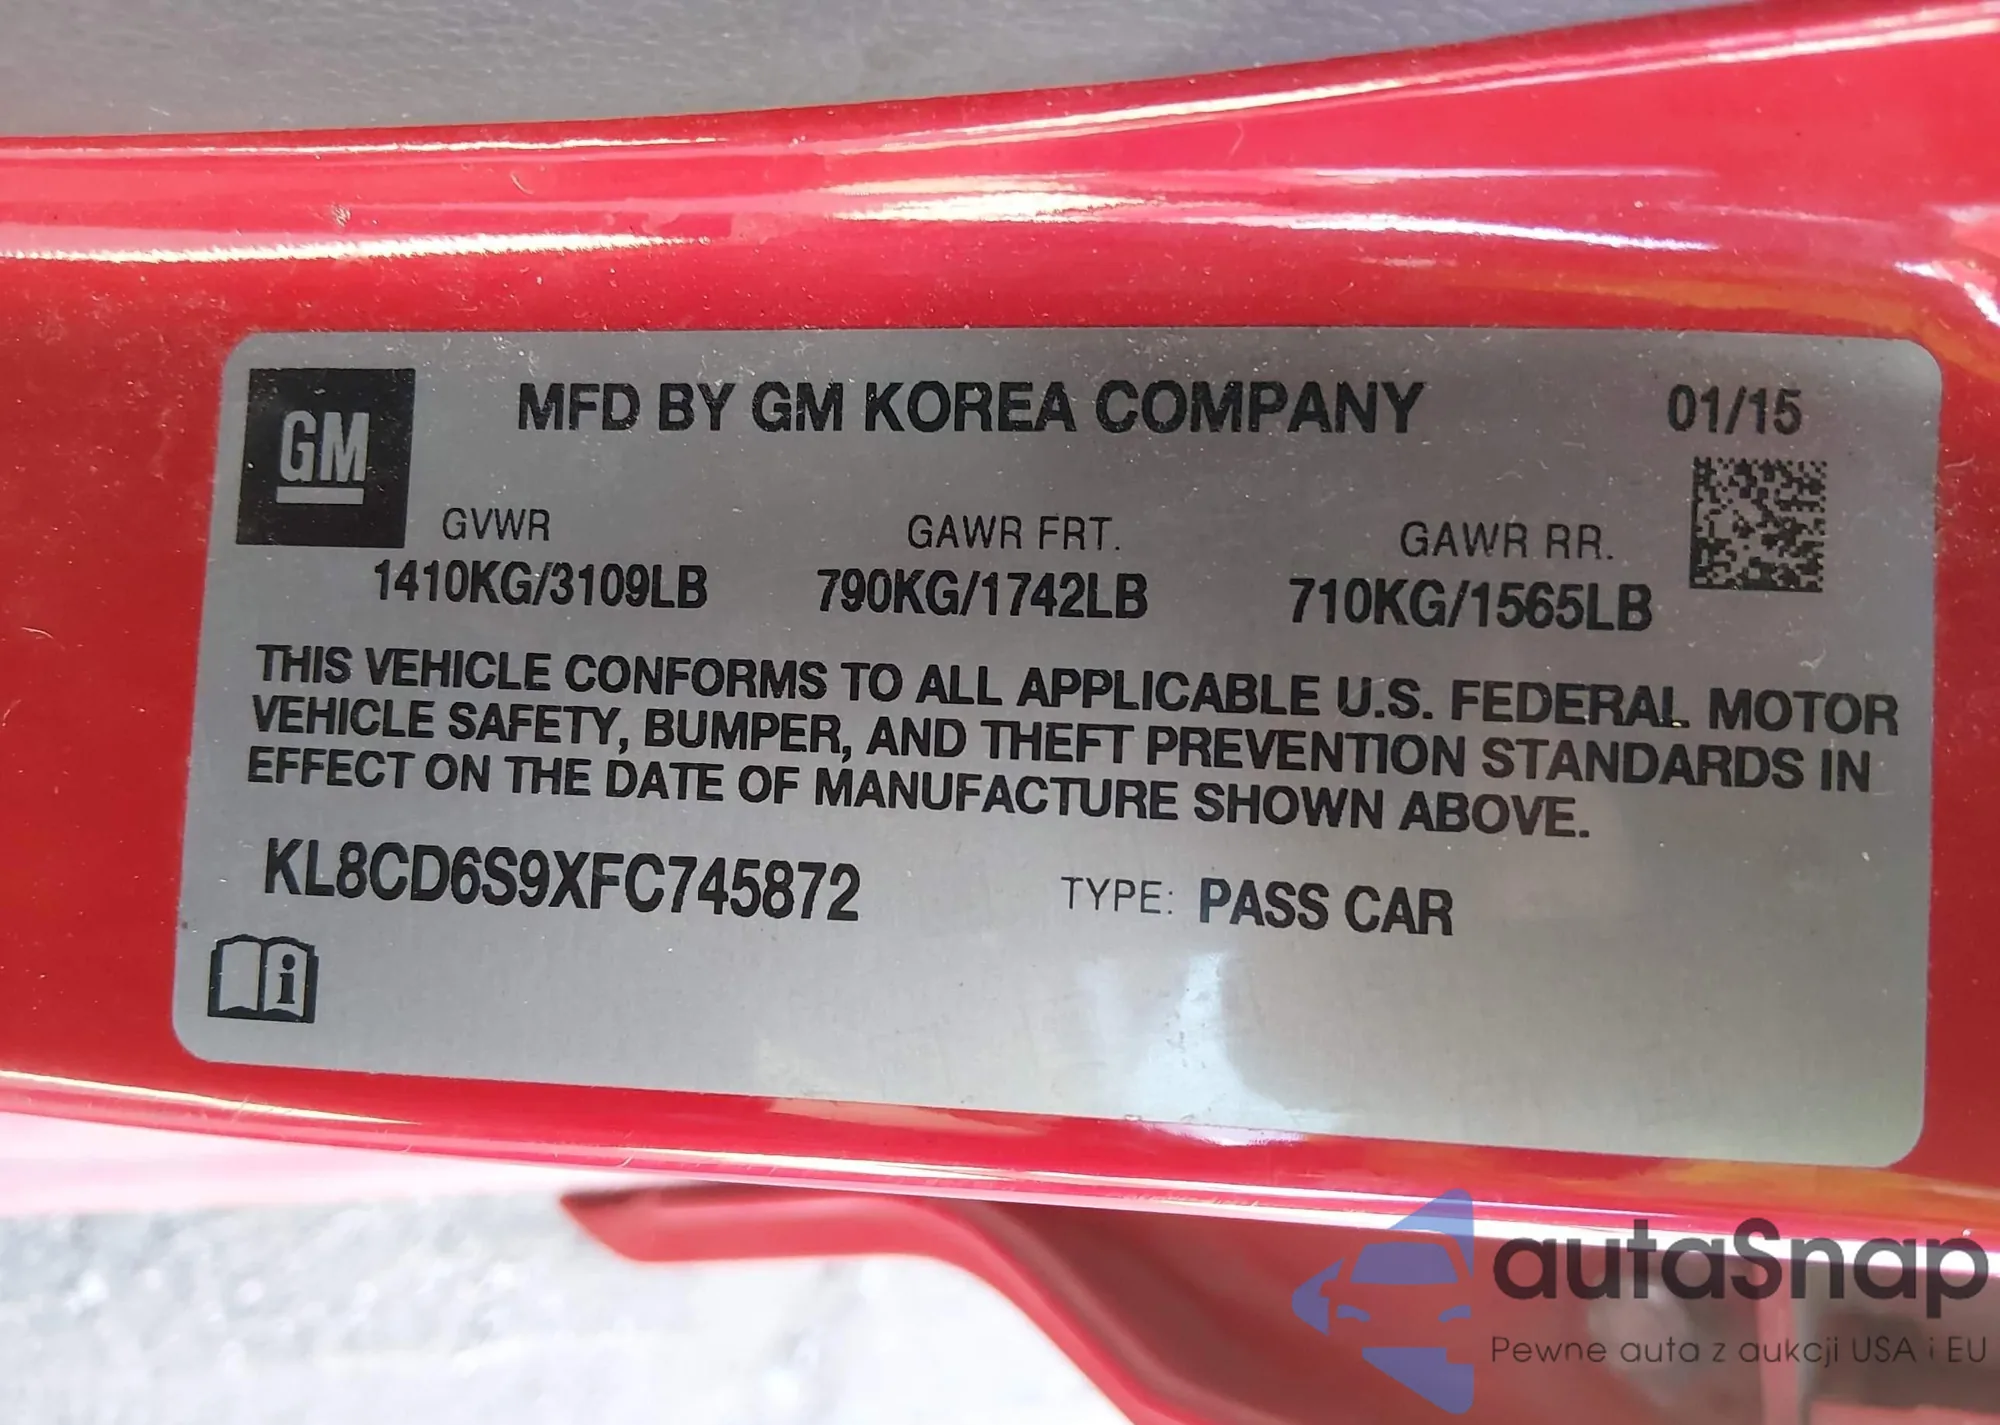 GM
MFD BY GM KOREA COMPANY 01/15
GVWR GAWR FRT. GAWR RR.
1410KG/3109LB 790KG/1742LB 710KG/1565LB
THIS VEHICLE CONFORMS TO ALL APPLICABLE U.S. FEDERAL MOTOR
VEHICLE SAFETY, BUMPER, AND THEFT PREVENTION STANDARDS IN
EFFECT ON THE DATE OF MANUFACTURE SHOWN ABOVE.
KL8CD6S9XFC745872 TYPE: PASS CAR
i
autaSnap
Pewne auta z aukcji USA i EU